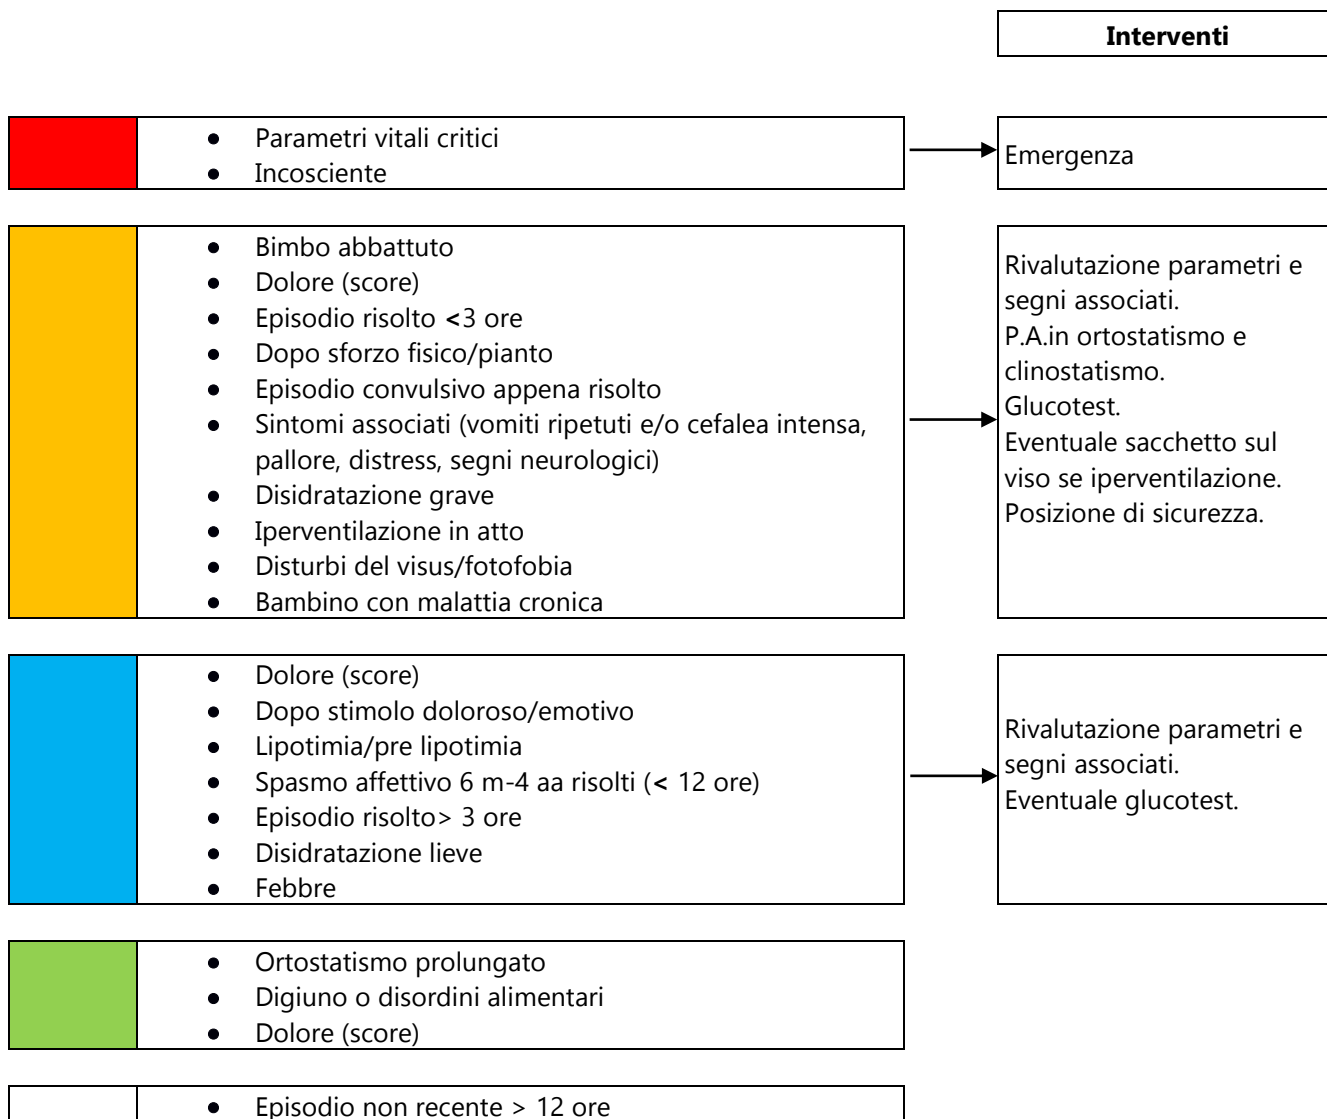 Interventi
● Parametri vitali critici
● Incosciente
Emergenza
● Bimbo abbattuto
● Dolore (score)
● Episodio risolto <3 ore
● Dopo sforzo fisico/pianto
● Episodio convulsivo appena risolto
● Sintomi associati (vomiti ripetuti e/o cefalea intensa,
pallore, distress, segni neurologici)
● Disidratazione grave
● Iperventilazione in atto
● Disturbi del visus/fotofobia
● Bambino con malattia cronica
Rivalutazione parametri e
segni associati.
P.A.in ortostatismo e
clinostatismo.
Glucotest.
Eventuale sacchetto sul
viso se iperventilazione.
Posizione di sicurezza.
● Dolore (score)
● Dopo stimolo doloroso/emotivo
● Lipotimia/pre lipotimia
● Spasmo affettivo 6 m-4 aa risolti (< 12 ore)
● Episodio risolto> 3 ore
● Disidratazione lieve
● Febbre
Rivalutazione parametri e
segni associati.
Eventuale glucotest.
● Ortostatismo prolungato
● Digiuno o disordini alimentari
● Dolore (score)
● Episodio non recente > 12 ore